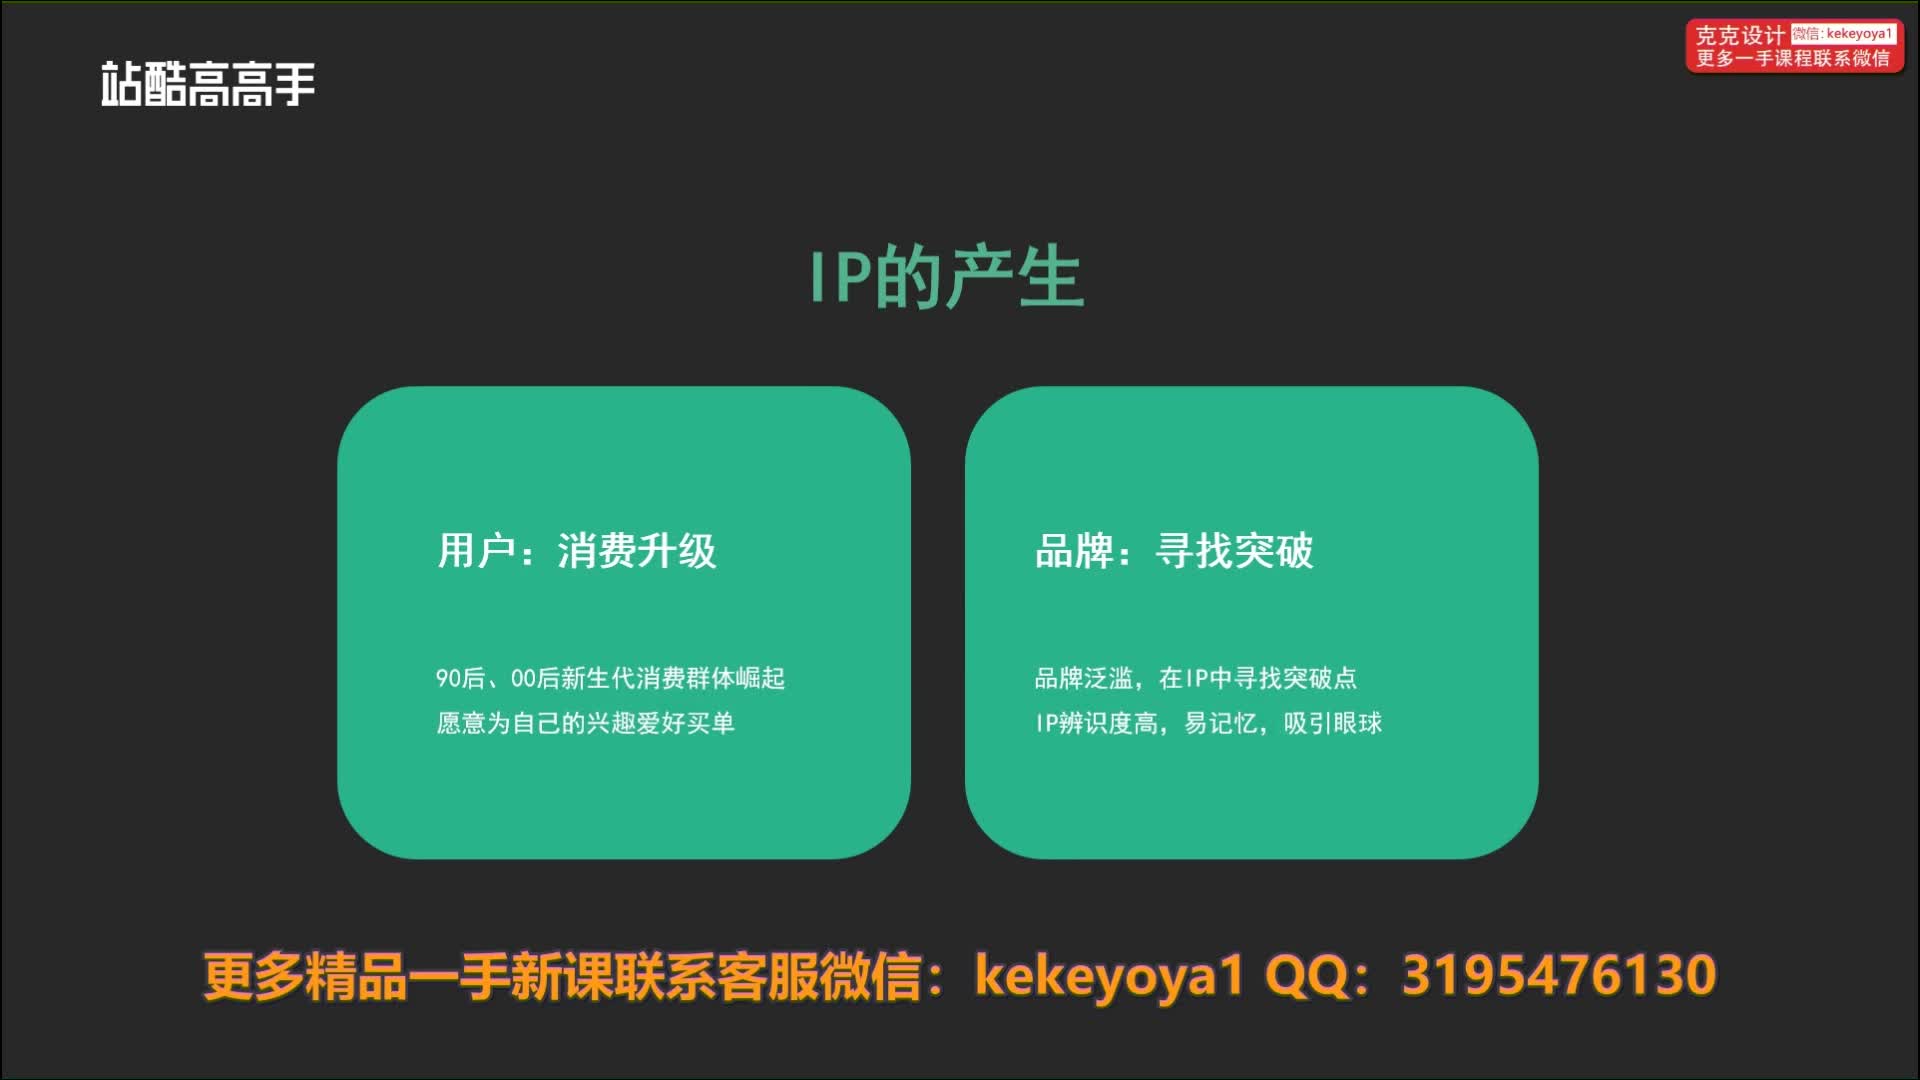 站酷高高手
克克设计 微信：kekeyoya1
更多一手课程联系微信
IP的产生
用户：消费升级
90后、00后新生代消费群体崛起
愿意为自己的兴趣爱好买单
品牌：寻找突破
品牌泛滥，在IP中寻找突破点
IP辨识度高，易记忆，吸引眼球
更多精品一手新课联系客服微信：kekeyoya1 QQ：3195476130